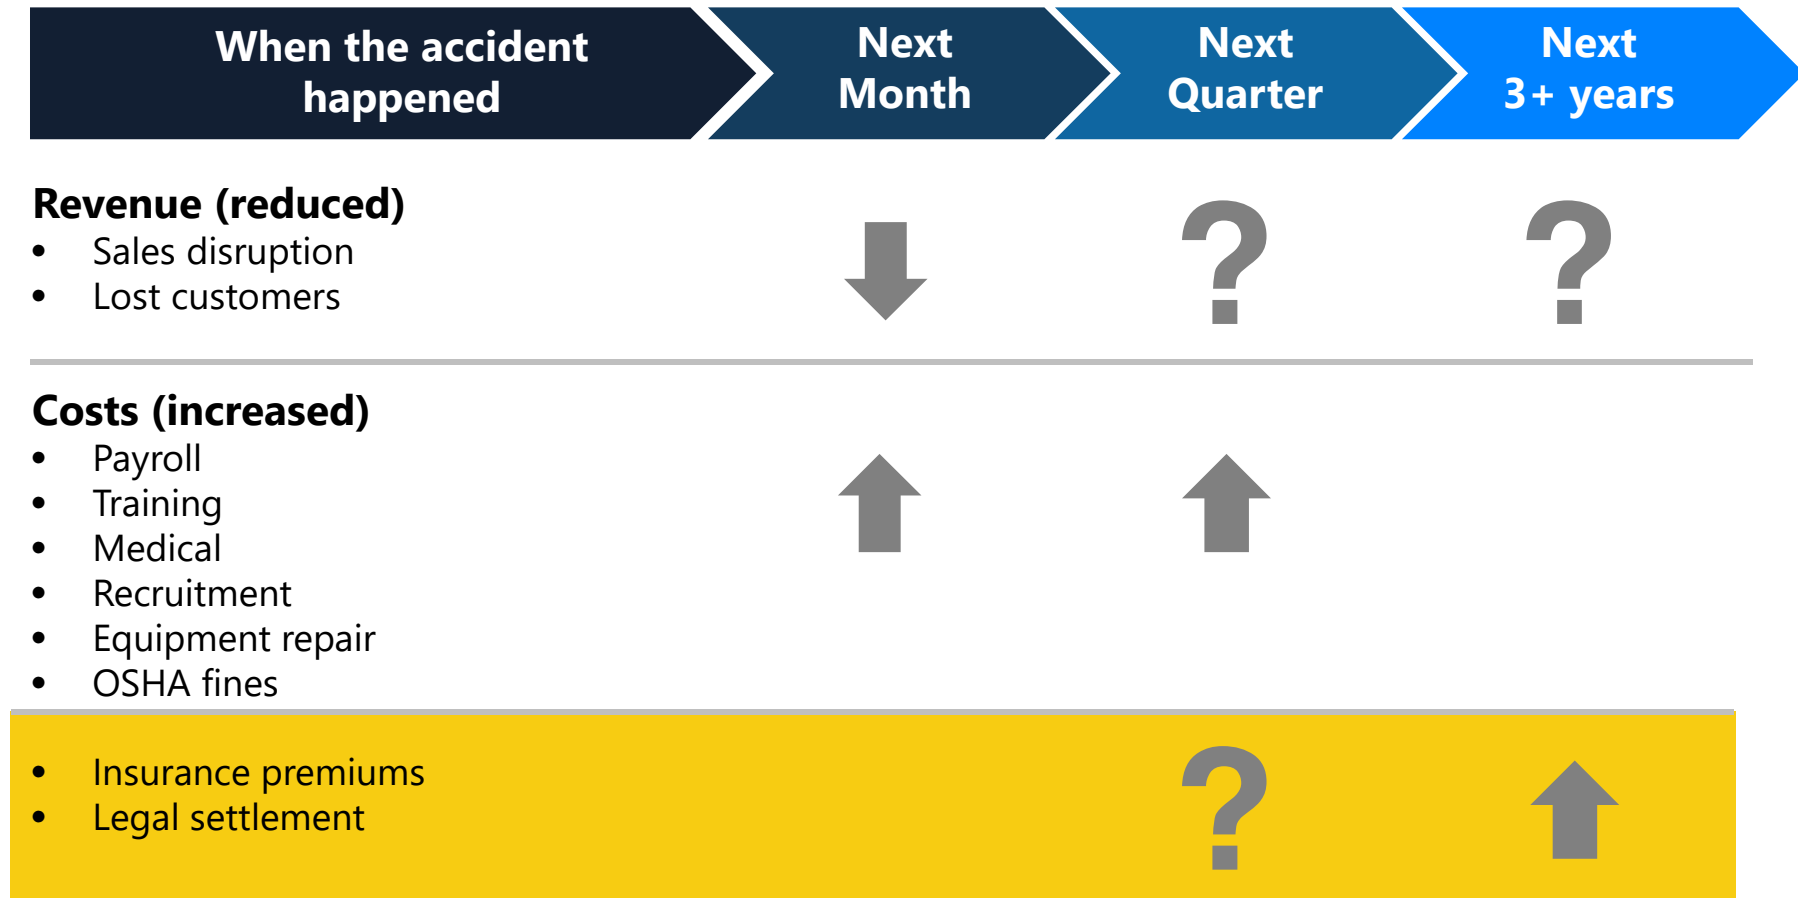 When the accident
happened
Next
Month
Next
Quarter
Next
3+ years
Revenue (reduced)
• Sales disruption
• Lost customers
?
?
Costs (increased)
• Payroll
• Training
• Medical
• Recruitment
• Equipment repair
• OSHA fines
• Insurance premiums
• Legal settlement
?